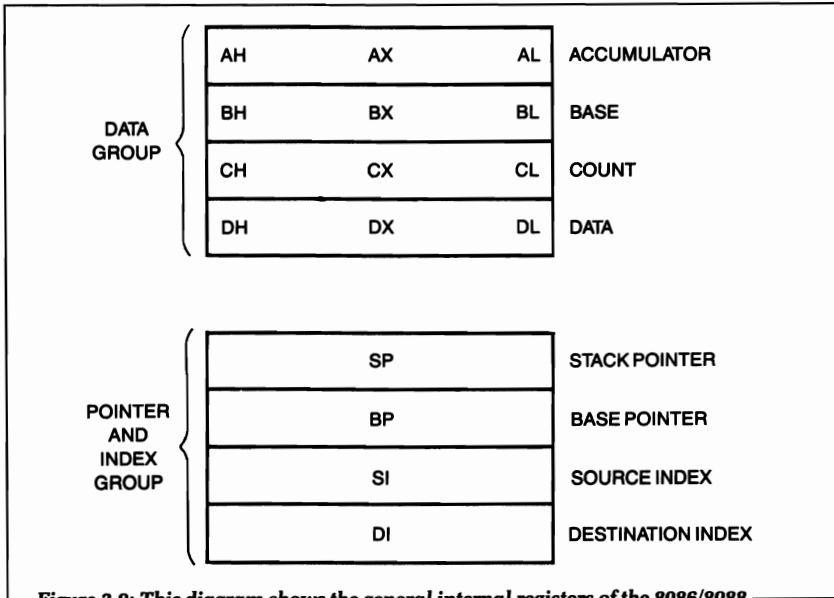 AH AX AL ACCUMULATOR
BH BX BL BASE
CH CX CL COUNT
DH DX DL DATA
DATA
GROUP
SP STACK POINTER
BP BASE POINTER
SI SOURCE INDEX
DI DESTINATION INDEX
POINTER
AND
INDEX
GROUP
This diagram shows the general internal registers of the 8086/8088